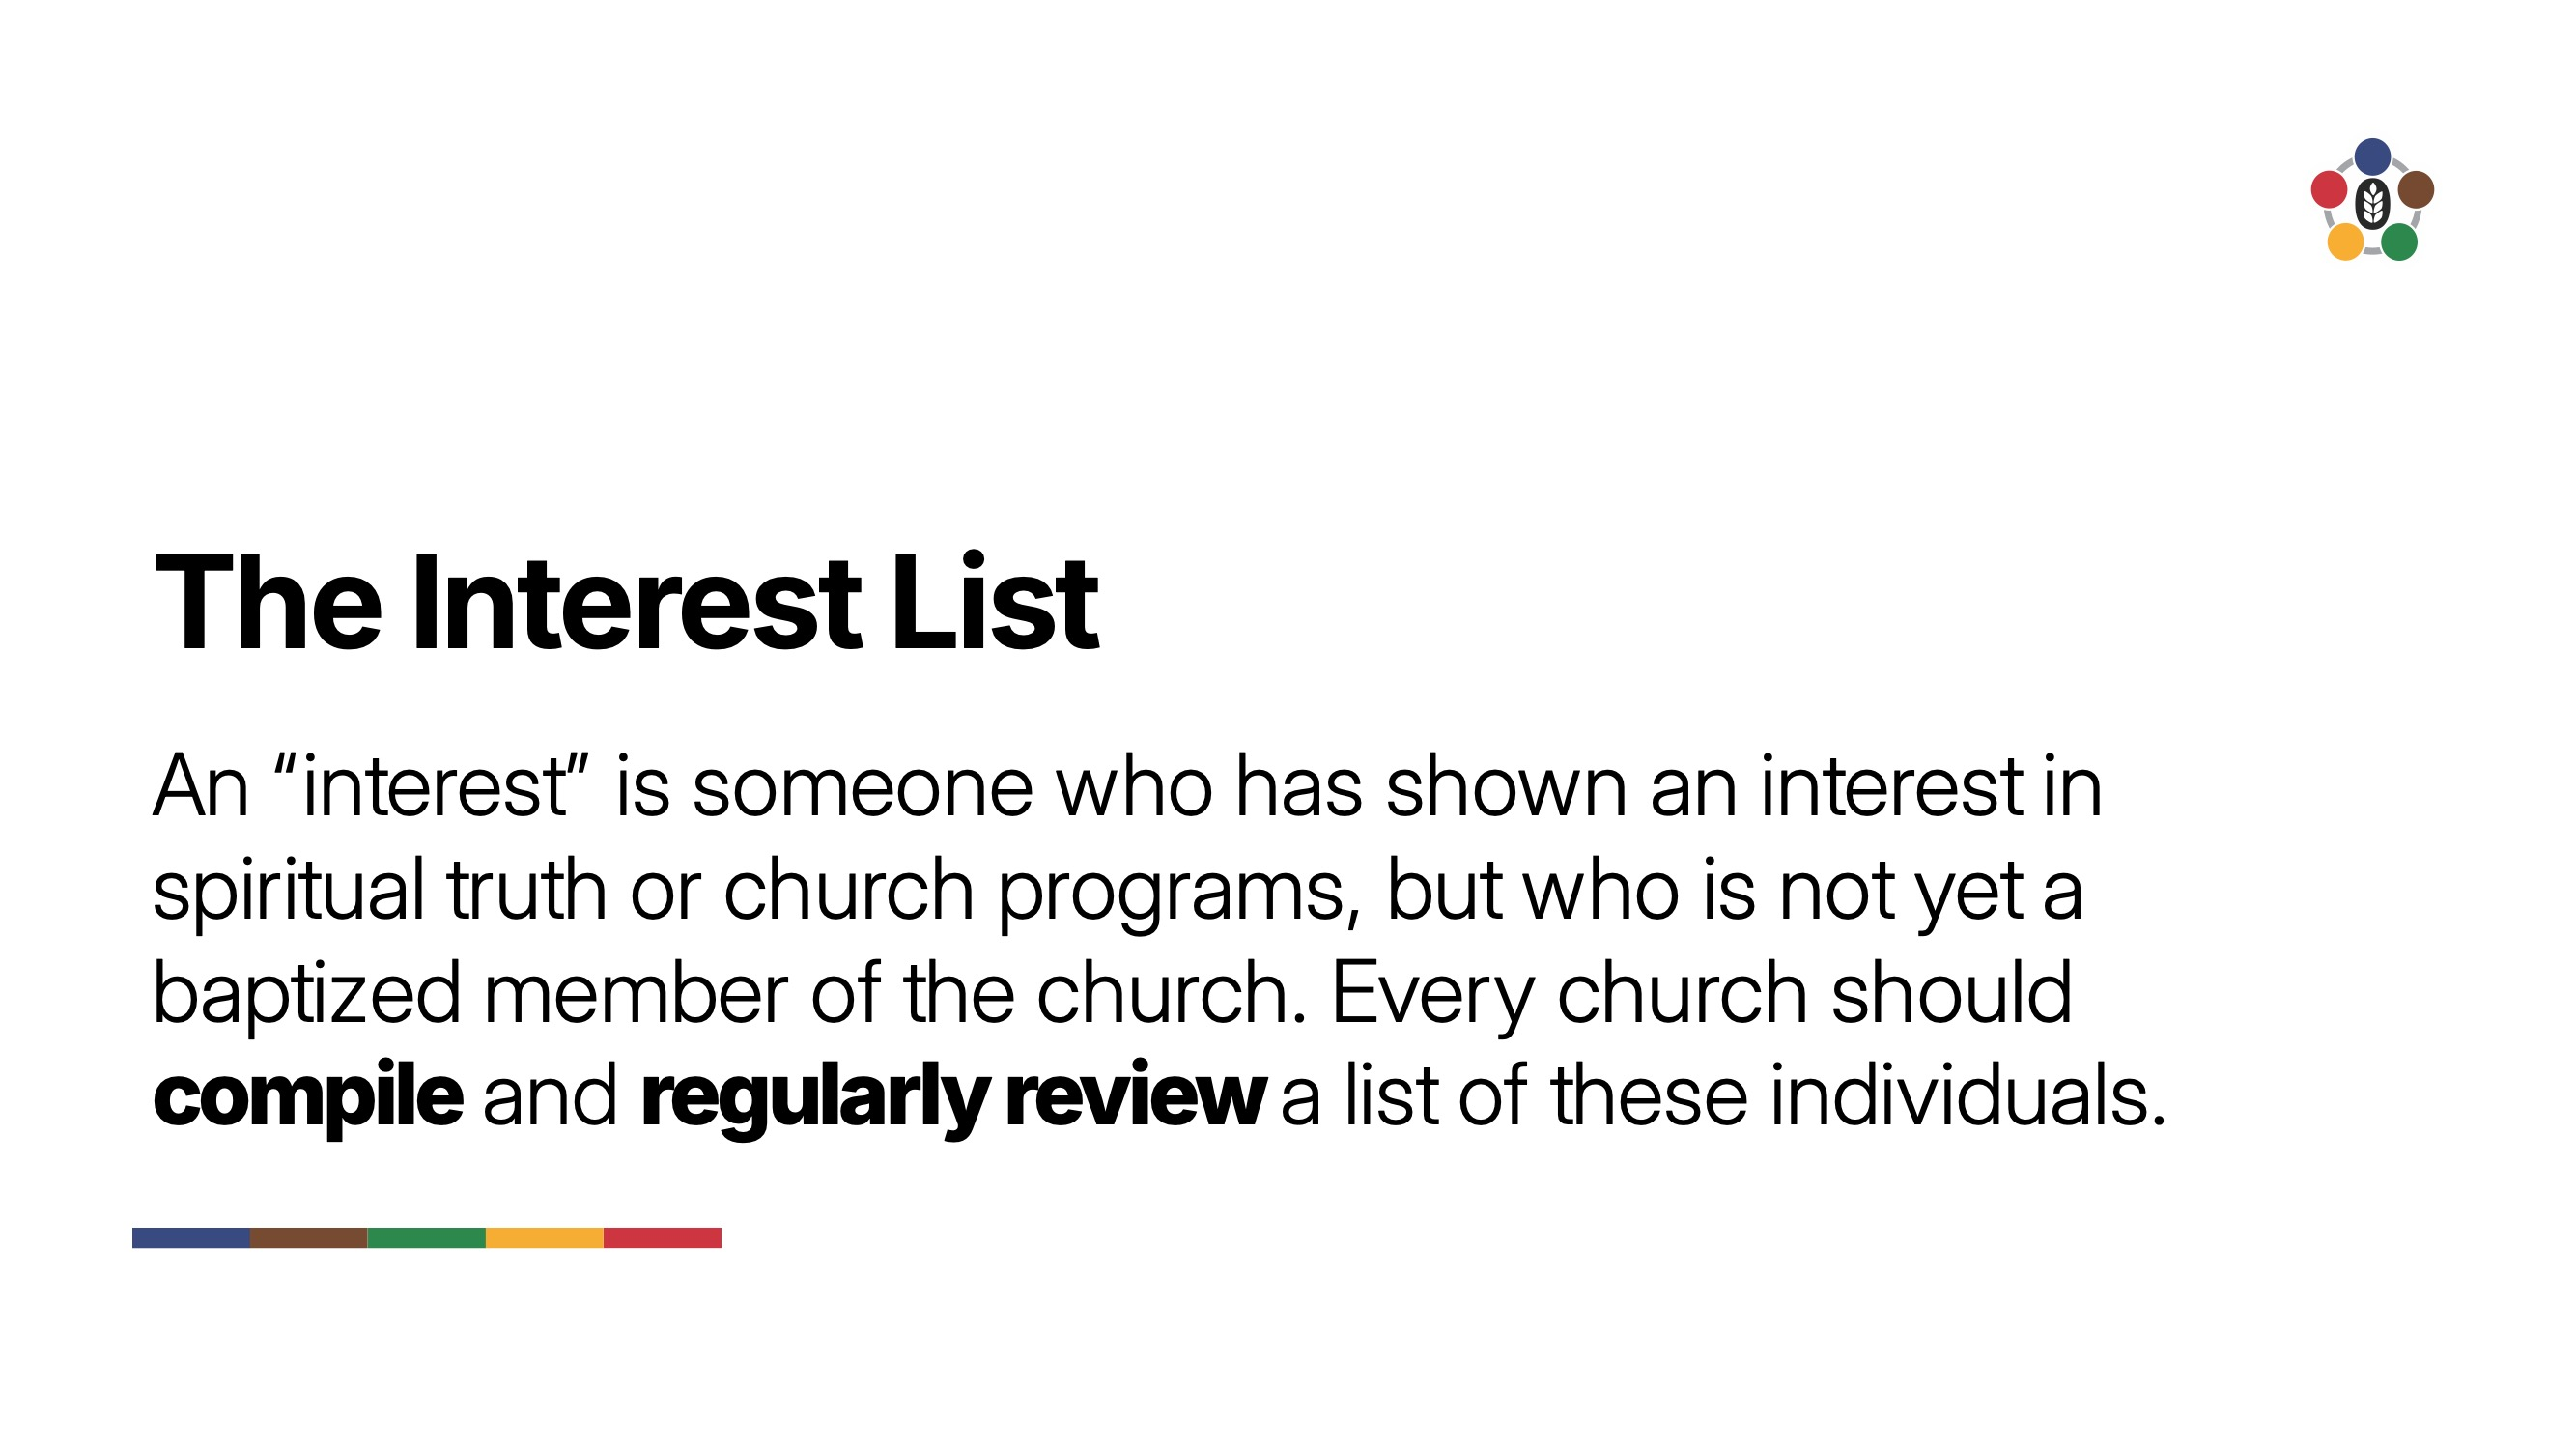 The Interest List
An “interest” is someone who has shown an interest in
spiritual truth or church programs, but who is not yet a
baptized member of the church. Every church should
compile and regularly review a list of these individuals.